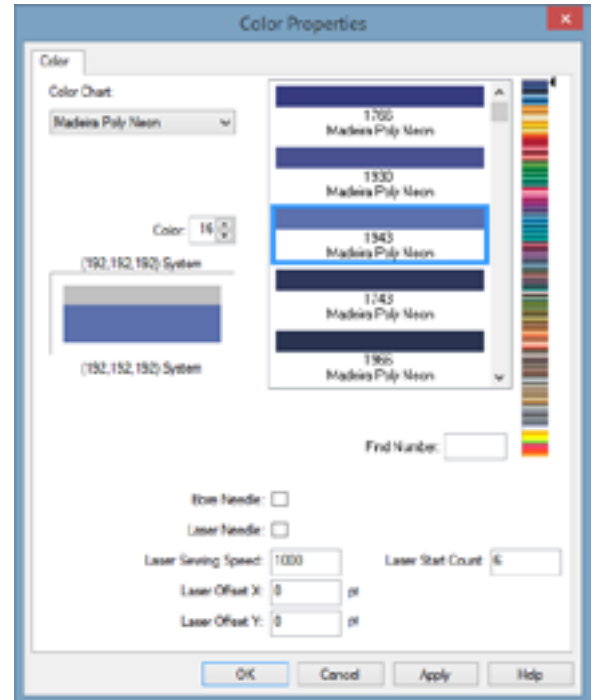 Color Properties
Color
Color Chart:
Madeira Poly Neon
1766
Madeira Poly Neon
1930
Madeira Poly Neon
1943
Madeira Poly Neon
1743
Madeira Poly Neon
1966
Madeira Poly Neon
Color: 16
(192,192,192) System
(192,192,192) System
Find Number:
Bore Needle:
Laser Needle:
Laser Sewing Speed: 1000
Laser Start Count: 6
Laser Offset X: 0 pt
Laser Offset Y: 0 pt
OK
Cancel
Apply
Help